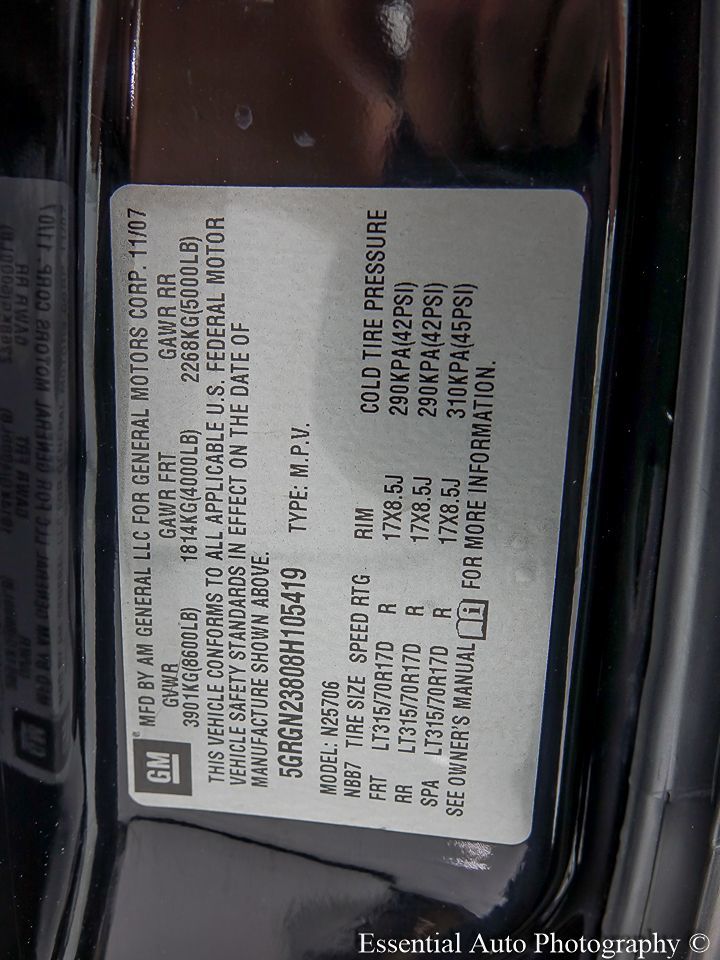 GM ® MFD BY AM GENERAL LLC FOR GENERAL MOTORS CORP. 11/07
GVWR GAWR FRT GAWR RR
3901KG(8600LB) 1814KG(4000LB) 2268KG(5000LB)
THIS VEHICLE CONFORMS TO ALL APPLICABLE U.S. FEDERAL MOTOR
VEHICLE SAFETY STANDARDS IN EFFECT ON THE DATE OF
MANUFACTURE SHOWN ABOVE.
5GRGN23808H105419 TYPE: M.P.V.
MODEL: N25706
NBB7 TIRE SIZE SPEED RTG RIM COLD TIRE PRESSURE
FRT LT315/70R17D R 17X8.5J 290KPA(42PSI)
RR LT315/70R17D R 17X8.5J 290KPA(42PSI)
SPA LT315/70R17D R 17X8.5J 310KPA(45PSI)
SEE OWNER'S MANUAL i FOR MORE INFORMATION.
Essential Auto Photography ©